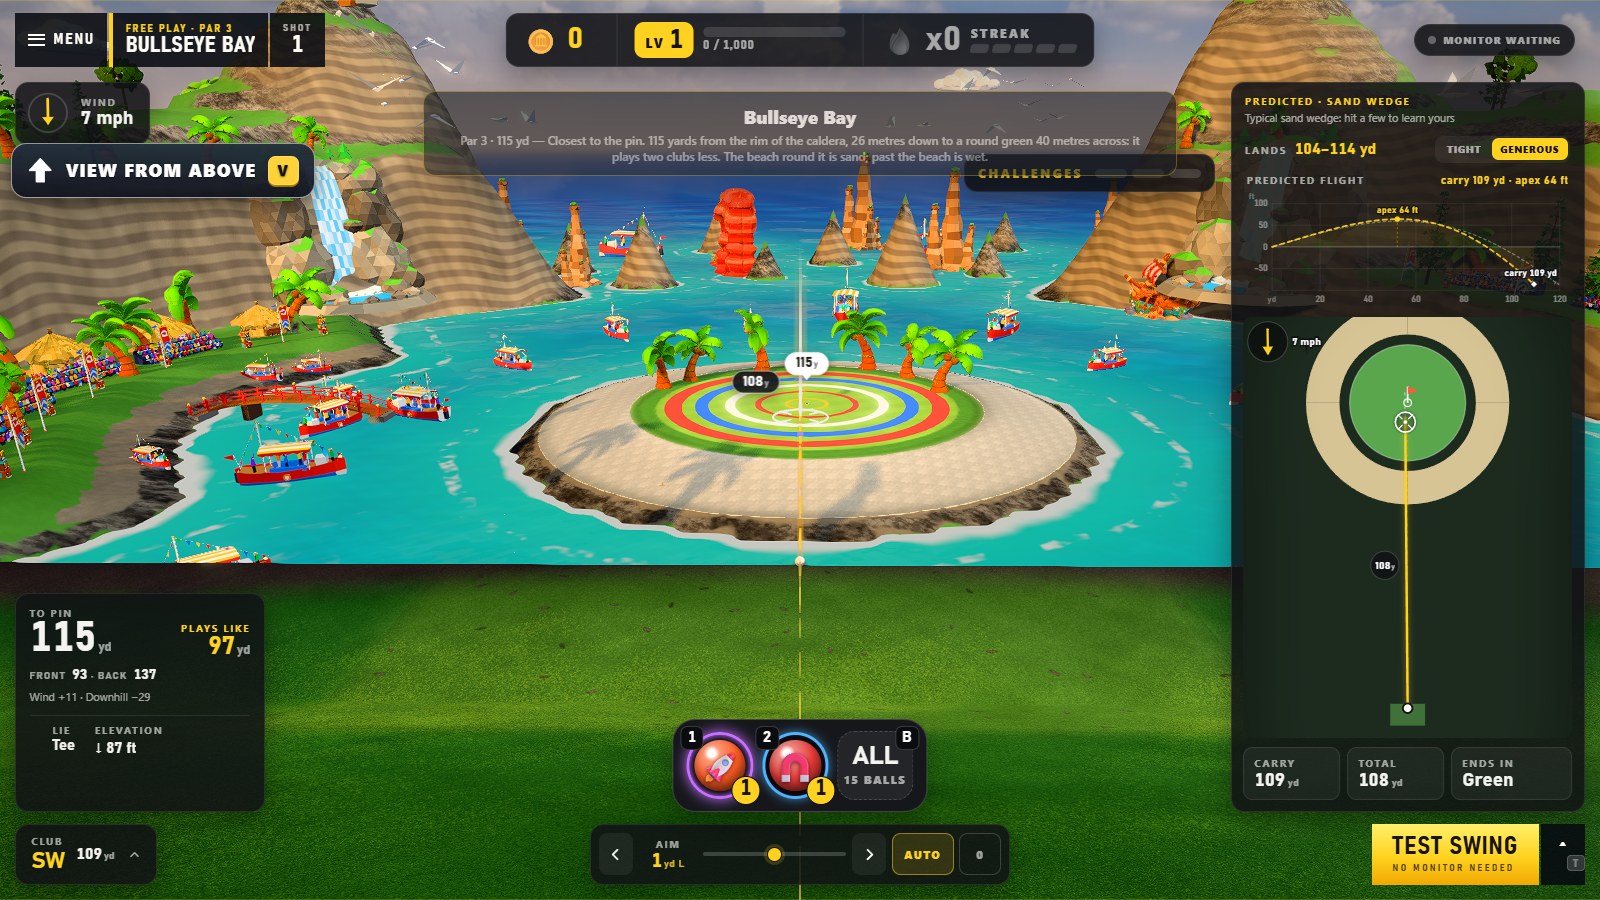 MENU
FREE PLAY · PAR 3
BULLSEYE BAY
SHOT
1
0
LV 1
0 / 1,000
x0
STREAK
MONITOR WAITING
WIND
7 mph
VIEW FROM ABOVE
V
Bullseye Bay
Par 3 · 115 yd — Closest to the pin. 115 yards from the rim of the caldera, 26 metres down to a round green 40 metres across: it
plays two clubs less. The beach round it is sand; past the beach is wet.
CHALLENGES
PREDICTED · SAND WEDGE
Typical sand wedge: hit a few to learn yours
LANDS 104–114 yd
TIGHT
GENEROUS
PREDICTED FLIGHT
carry 109 yd · apex 64 ft
ft
100
50
0
-50
apex 64 ft
carry 109 yd
yd
20
40
60
80
100
120
7 mph
108y
115y
108y
TO PIN
115 yd
PLAYS LIKE
97 yd
FRONT 93 · BACK 137
Wind +11 · Downhill −29
LIE
Tee
ELEVATION
↓ 87 ft
1
1
2
1
B
ALL
15 BALLS
CARRY
109 yd
TOTAL
108 yd
ENDS IN
Green
CLUB
SW
109 yd
AIM
1 yd L
AUTO
0
TEST SWING
NO MONITOR NEEDED
T